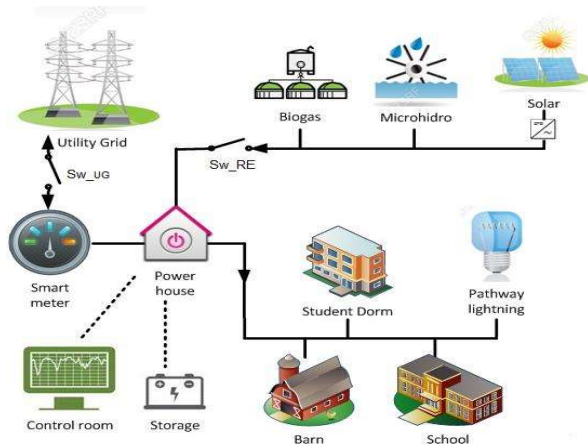 Utility Grid
Biogas
Microhidro
Solar
Sw_UG
Sw_RE
Smart
meter
Power
house
Student Dorm
Pathway
lightning
Control room
Storage
Barn
School